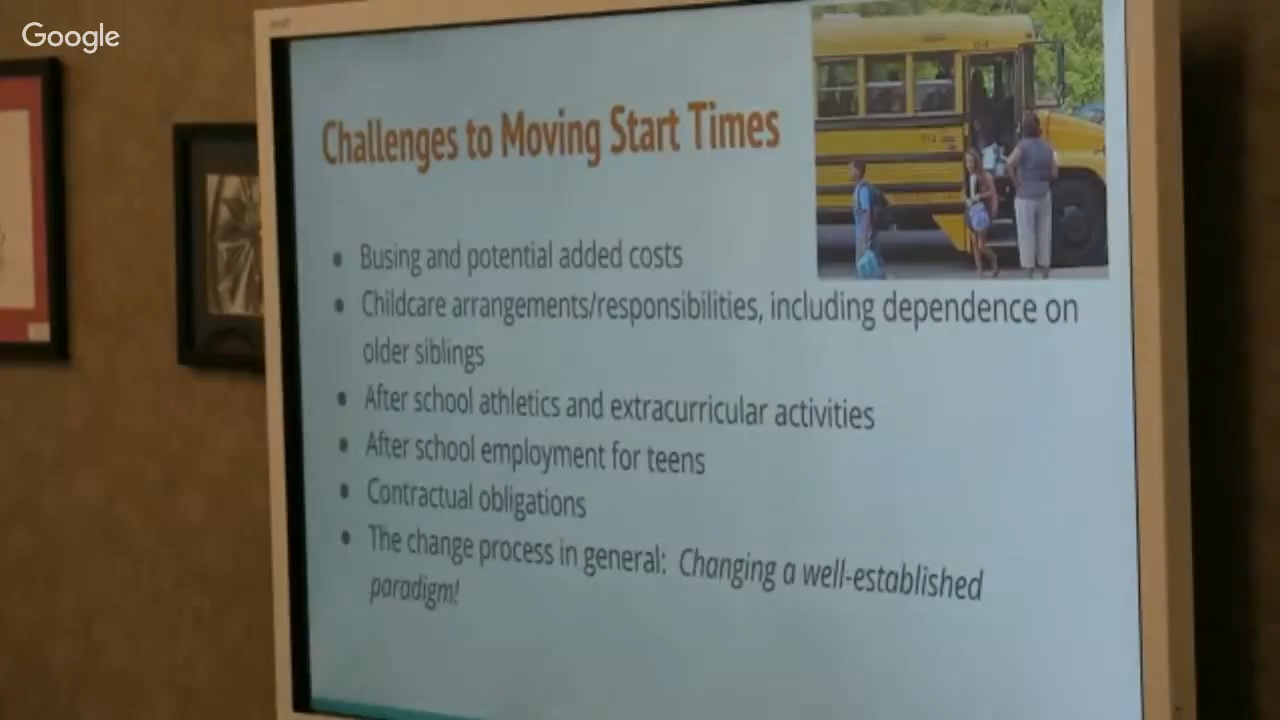 Google
Challenges to Moving Start Times
• Busing and potential added costs
• Childcare arrangements/responsibilities, including dependence on
older siblings
• After school athletics and extracurricular activities
• After school employment for teens
• Contractual obligations
• The change process in general: Changing a well-established
paradigm!